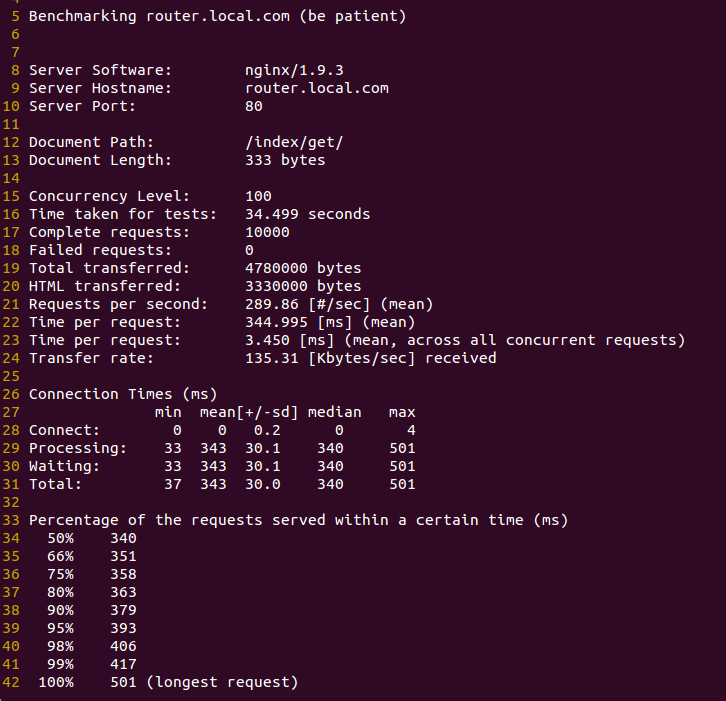 5 Benchmarking router.local.com (be patient)
6
7
8 Server Software:        nginx/1.9.3
9 Server Hostname:        router.local.com
10 Server Port:            80
11
12 Document Path:          /index/get/
13 Document Length:        333 bytes
14
15 Concurrency Level:      100
16 Time taken for tests:   34.499 seconds
17 Complete requests:      10000
18 Failed requests:        0
19 Total transferred:      4780000 bytes
20 HTML transferred:       3330000 bytes
21 Requests per second:    289.86 [#/sec] (mean)
22 Time per request:       344.995 [ms] (mean)
23 Time per request:       3.450 [ms] (mean, across all concurrent requests)
24 Transfer rate:          135.31 [Kbytes/sec] received
25
26 Connection Times (ms)
27               min  mean[+/-sd] median   max
28 Connect:        0    0   0.2      0       4
29 Processing:    33  343  30.1    340     501
30 Waiting:       33  343  30.1    340     501
31 Total:         37  343  30.0    340     501
32
33 Percentage of the requests served within a certain time (ms)
34   50%    340
35   66%    351
36   75%    358
37   80%    363
38   90%    379
39   95%    393
40   98%    406
41   99%    417
42  100%    501 (longest request)